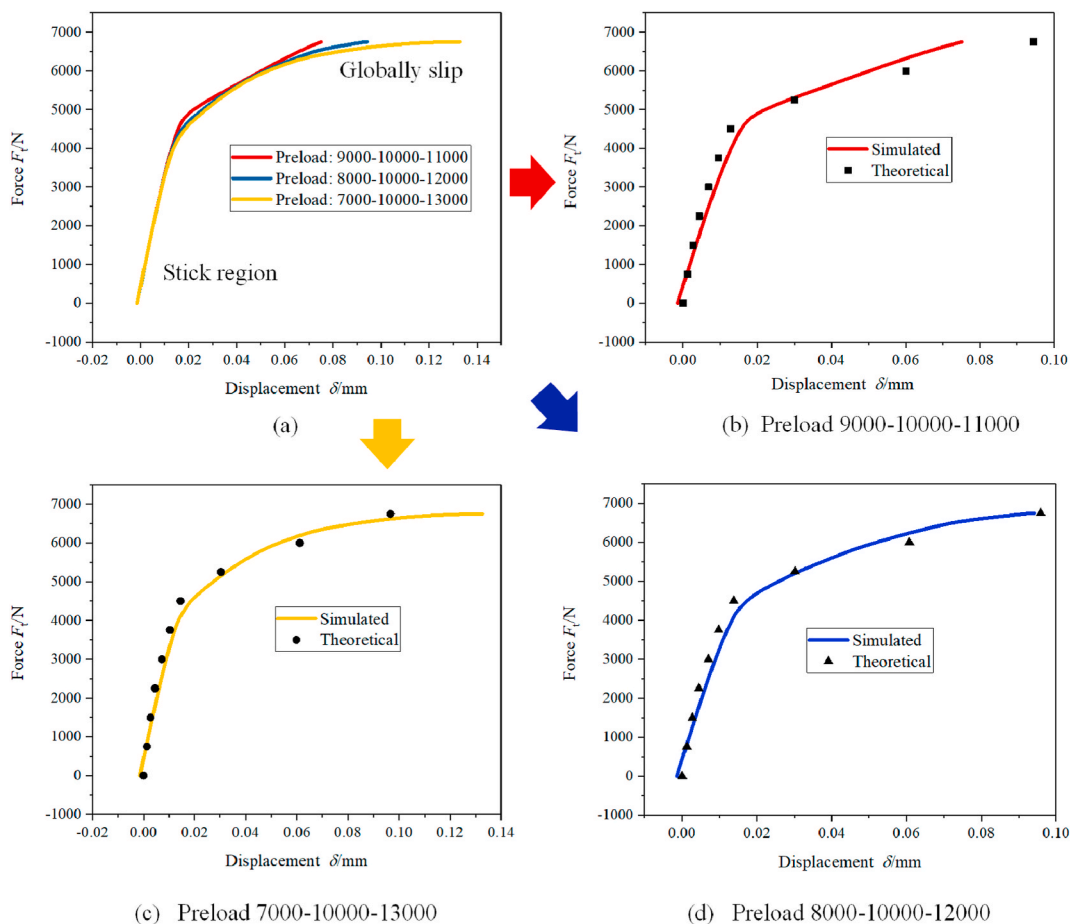 7000
6000
5000
4000
3000
2000
1000
0
-1000
Force Ft/N
Globally slip
Preload: 9000-10000-11000
Preload: 8000-10000-12000
Preload: 7000-10000-13000
Stick region
-0.02 0.00 0.02 0.04 0.06 0.08 0.10 0.12 0.14
Displacement δ/mm
(a)
7000
6000
5000
4000
3000
2000
1000
0
-1000
Force Ft/N
Simulated
Theoretical
0.00 0.02 0.04 0.06 0.08 0.10
Displacement δ/mm
(b) Preload 9000-10000-11000
7000
6000
5000
4000
3000
2000
1000
0
-1000
Force Ft/N
Simulated
Theoretical
-0.02 0.00 0.02 0.04 0.06 0.08 0.10 0.12 0.14
Displacement δ/mm
(c) Preload 7000-10000-13000
7000
6000
5000
4000
3000
2000
1000
0
-1000
Force Ft/N
Simulated
Theoretical
0.00 0.02 0.04 0.06 0.08 0.10
Displacement δ/mm
(d) Preload 8000-10000-12000